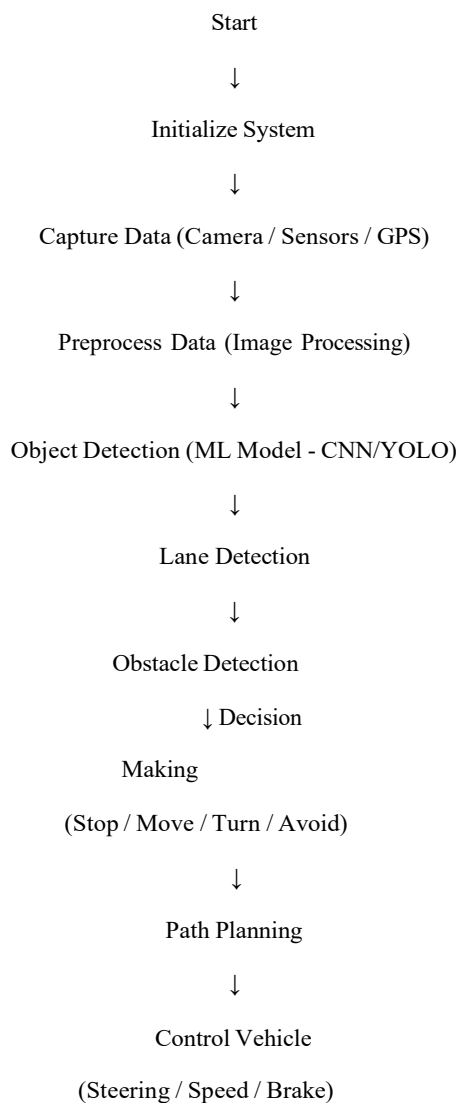 Start
↓
Initialize System
↓
Capture Data (Camera / Sensors / GPS)
↓
Preprocess Data (Image Processing)
↓
Object Detection (ML Model - CNN/YOLO)
↓
Lane Detection
↓
Obstacle Detection
↓ Decision
Making
(Stop / Move / Turn / Avoid)
↓
Path Planning
↓
Control Vehicle
(Steering / Speed / Brake)